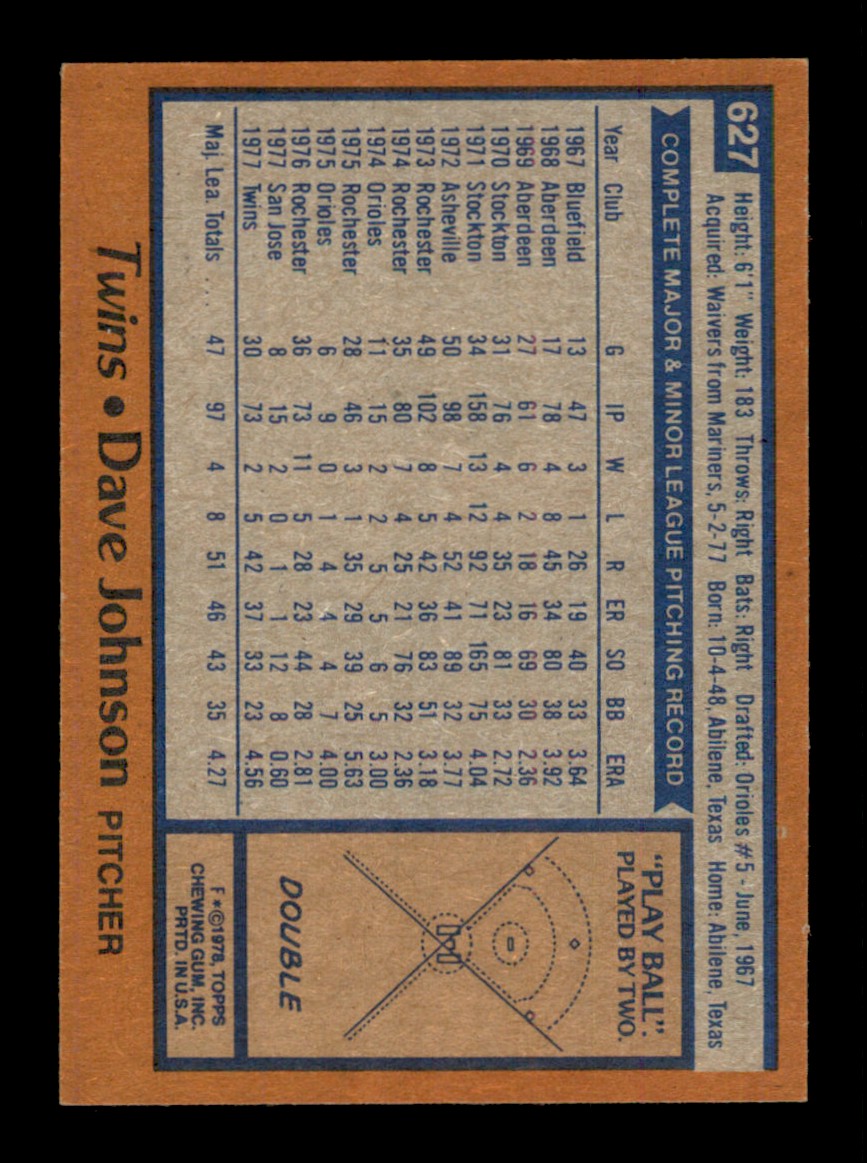 627
Height: 6'1" Weight: 183 Throws: Right Bats: Right Drafted: Orioles #5 - June, 1967
Acquired: Waivers from Mariners, 5-2-77 Born: 10-4-48, Abilene, Texas Home: Abilene, Texas
COMPLETE MAJOR & MINOR LEAGUE PITCHING RECORD
Year Club G IP W L R ER SO BB ERA
1967 Bluefield 13 47 3 1 26 19 40 33 3.64
1968 Aberdeen 17 78 4 8 45 34 80 38 3.92
1969 Aberdeen 27 61 6 2 18 16 69 30 2.36
1970 Stockton 31 76 4 4 35 23 81 33 2.72
1971 Stockton 34 158 13 12 92 71 165 75 4.04
1972 Asheville 50 98 7 4 52 41 89 32 3.77
1973 Rochester 49 102 8 5 42 36 83 51 3.18
1974 Rochester 35 80 7 4 25 21 76 32 2.36
1974 Orioles 11 15 2 2 5 5 6 5 3.00
1975 Rochester 28 46 3 1 35 29 39 25 5.63
1975 Orioles 6 9 0 1 4 4 4 7 4.00
1976 Rochester 36 73 11 5 28 23 44 28 2.81
1977 San Jose 8 15 2 0 1 1 12 8 0.60
1977 Twins 30 73 2 5 42 37 33 23 4.56
Maj. Lea. Totals ... 47 97 4 8 51 46 43 35 4.27
"PLAY BALL":
PLAYED BY TWO.
DOUBLE
F*©1978, TOPPS
CHEWING GUM, INC.
PRTD. IN U.S.A.
Twins • Dave Johnson PITCHER